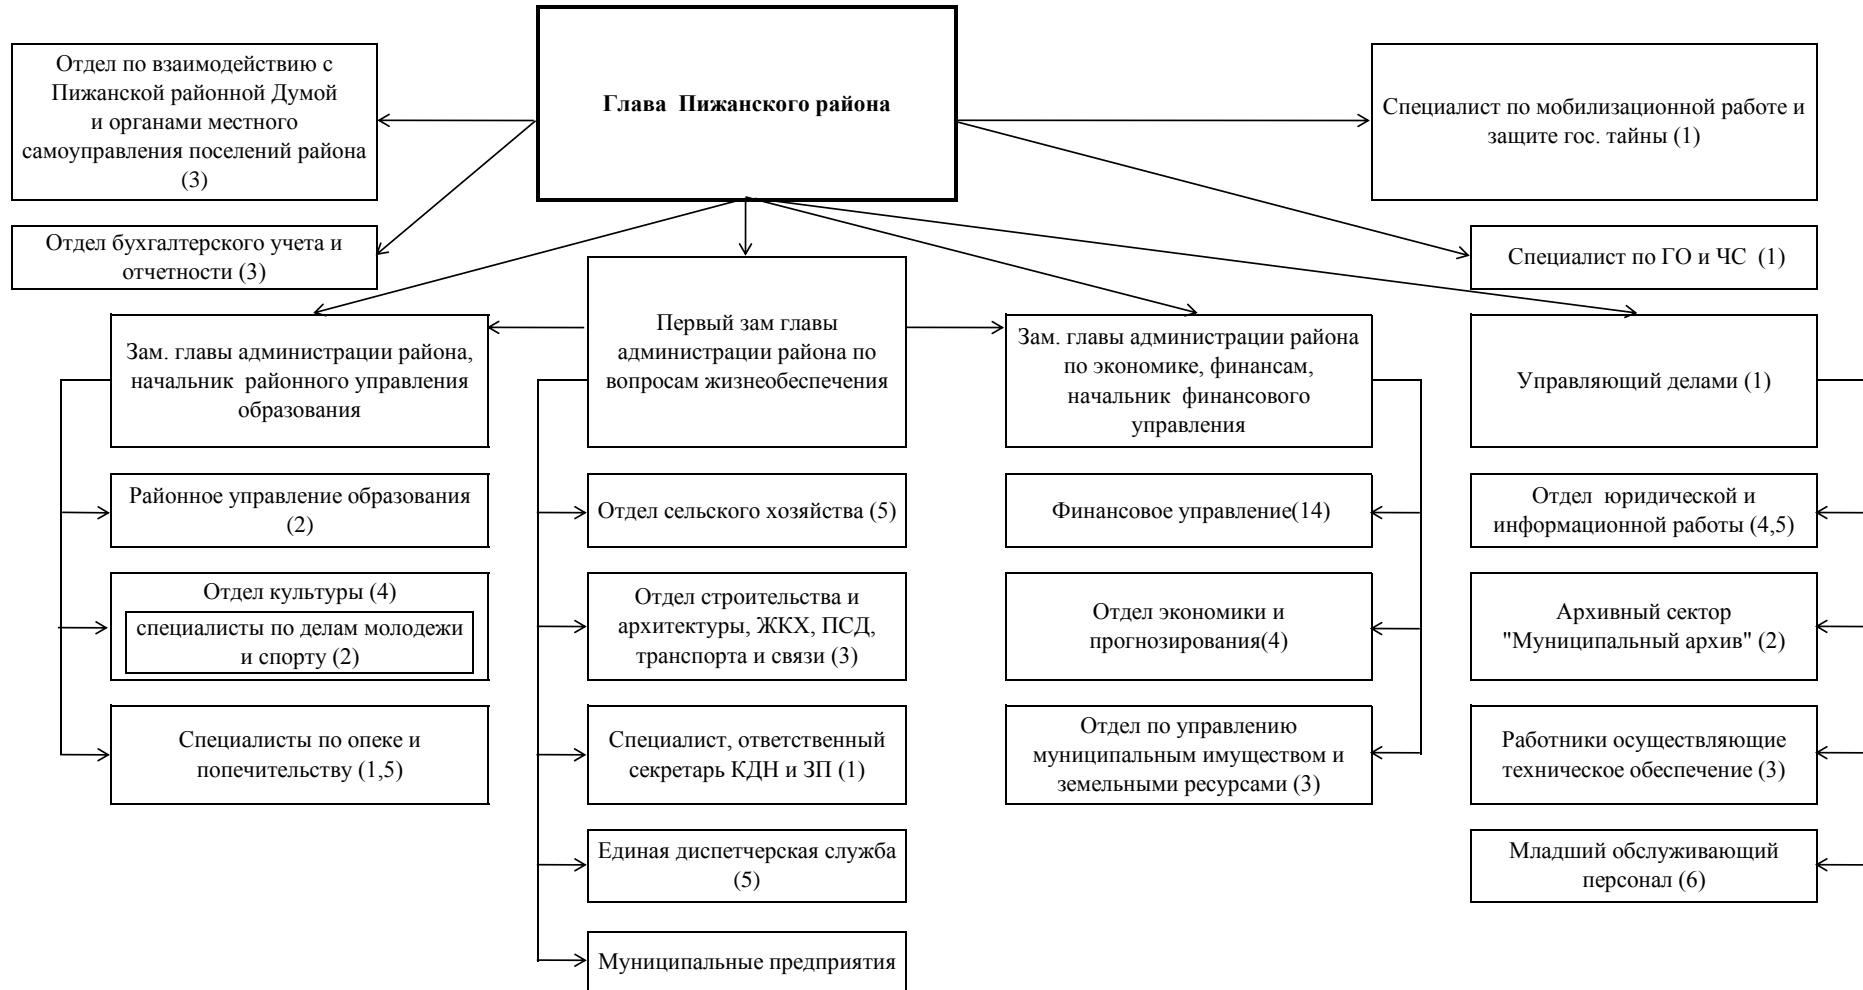 Глава Пижанского района
Отдел по взаимодействию с
Пижанской районной Думой
и органами местного
самоуправления поселений района
(3)
Специалист по мобилизационной работе и
защите гос. тайны (1)
Отдел бухгалтерского учета и
отчетности (3)
Специалист по ГО и ЧС (1)
Зам. главы администрации района,
начальник районного управления
образования
Первый зам главы
администрации района по
вопросам жизнеобеспечения
Зам. главы администрации района
по экономике, финансам,
начальник финансового
управления
Управляющий делами (1)
Районное управление образования
(2)
Отдел сельского хозяйства (5)
Финансовое управление(14)
Отдел юридической и
информационной работы (4,5)
Отдел культуры (4)
специалисты по делам молодежи
и спорту (2)
Отдел строительства и
архитектуры, ЖКХ, ПСД,
транспорта и связи (3)
Отдел экономики и
прогнозирования(4)
Архивный сектор
"Муниципальный архив" (2)
Специалисты по опеке и
попечительству (1,5)
Специалист, ответственный
секретарь КДН и ЗП (1)
Отдел по управлению
муниципальным имуществом и
земельными ресурсами (3)
Работники осуществляющие
техническое обеспечение (3)
Единая диспетчерская служба
(5)
Младший обслуживающий
персонал (6)
Муниципальные предприятия